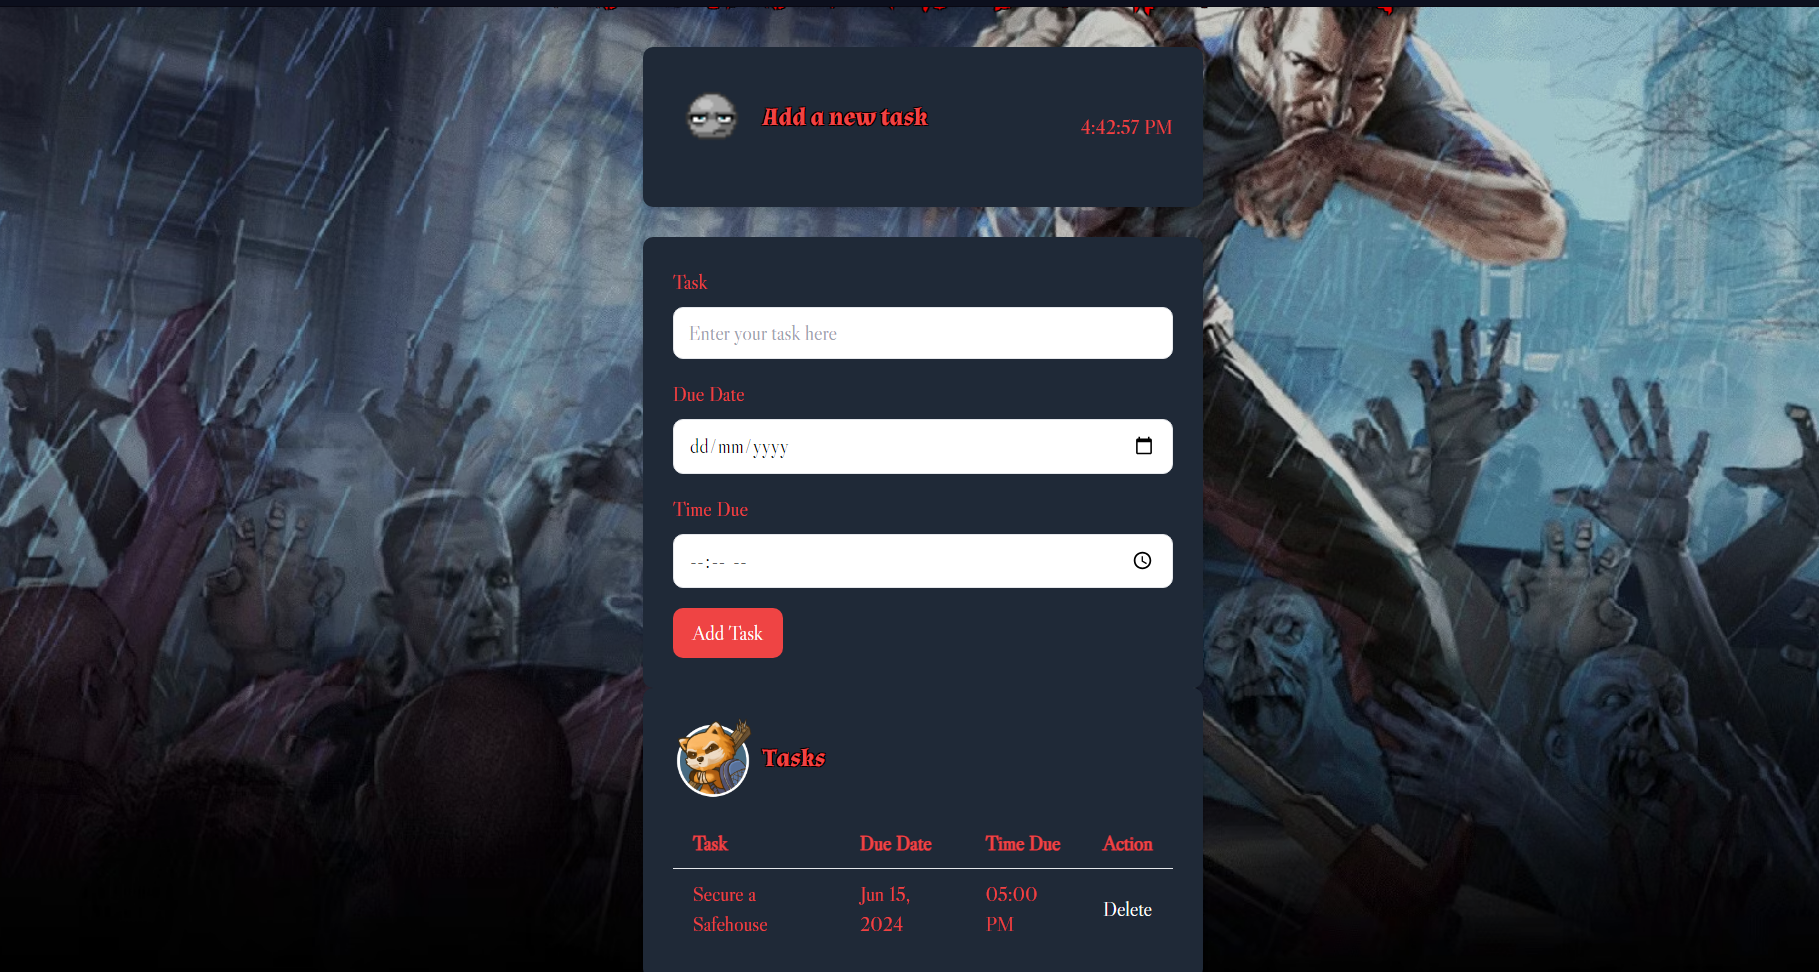 Add a new task
4:42:57 PM
Task
Enter your task here
Due Date
dd/mm/yyyy
Time Due
--:-- --
Add Task
Tasks
Task Due Date Time Due Action
Secure a Jun 15, 05:00 Delete
Safehouse 2024 PM